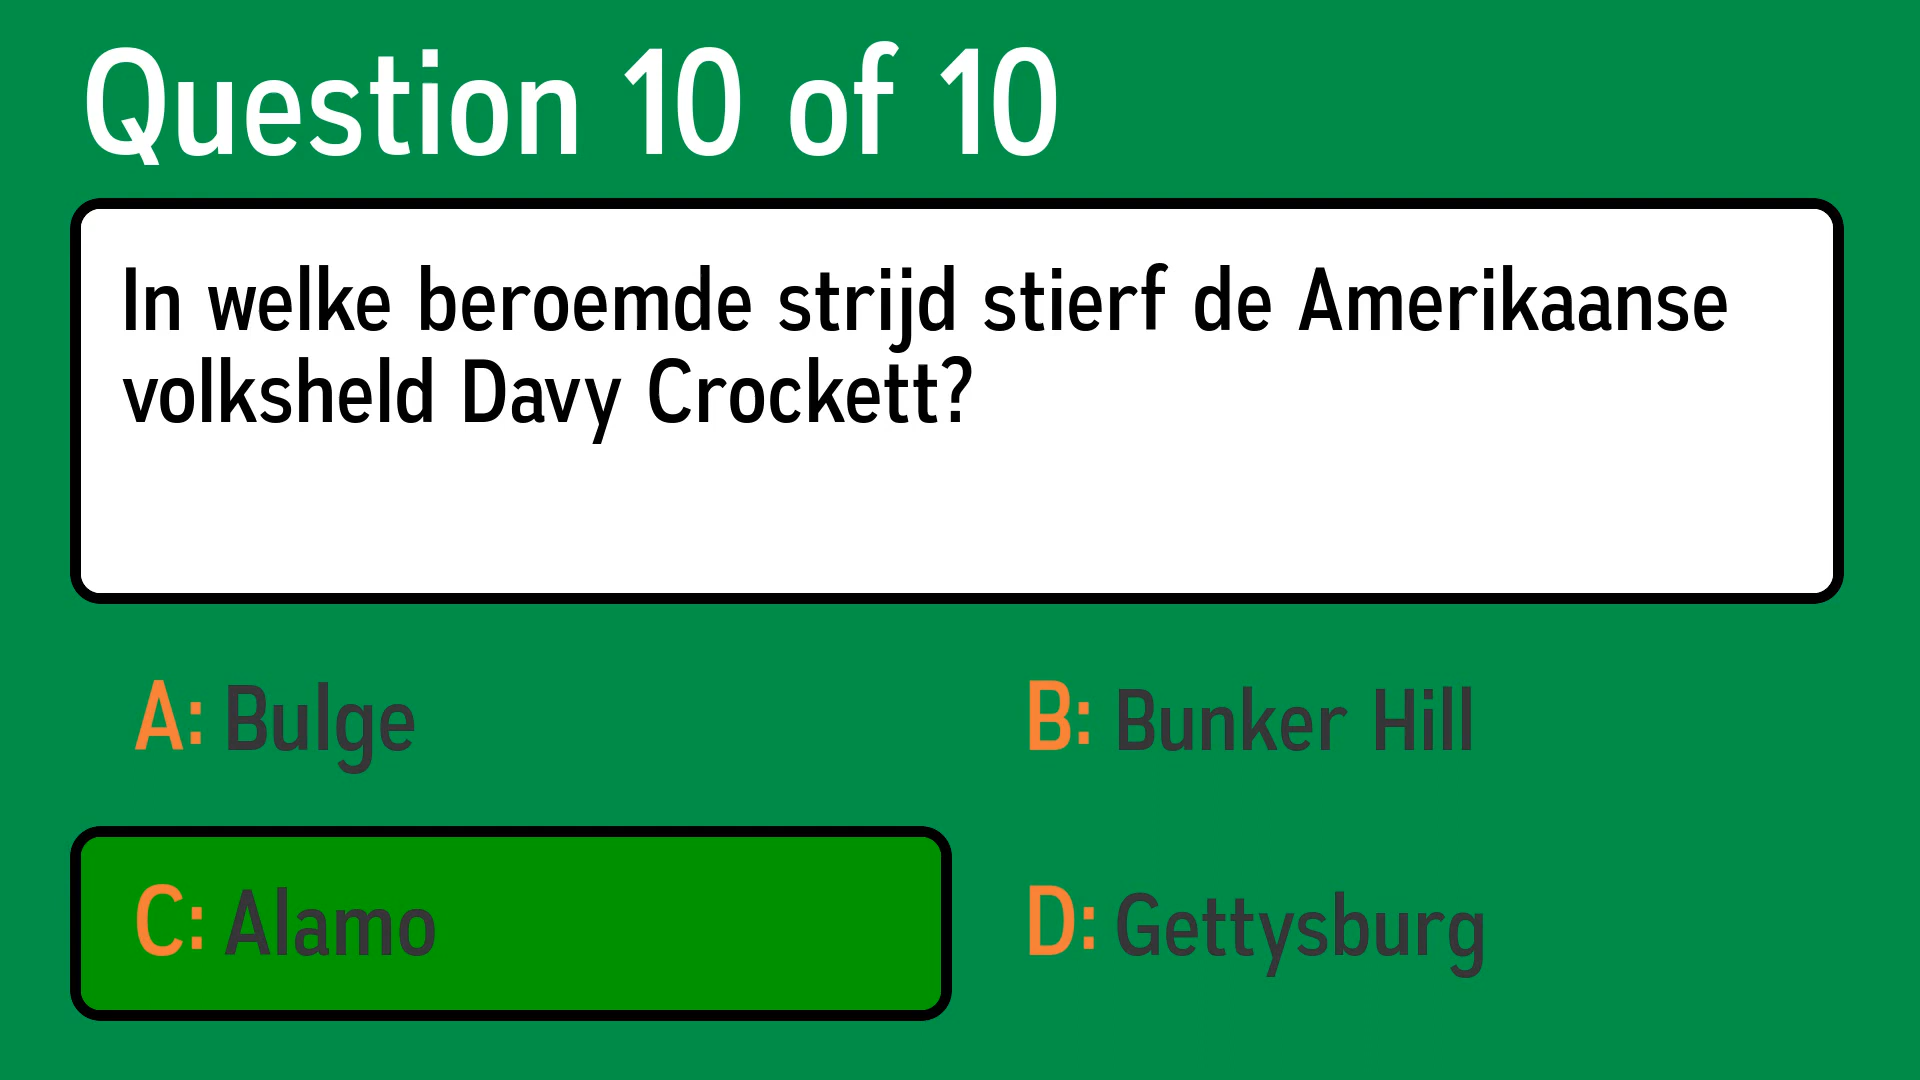 Question 10 of 10
In welke beroemde strijd stierf de Amerikaanse
volksheld Davy Crockett?
A: Bulge
B: Bunker Hill
C: Alamo
D: Gettysburg